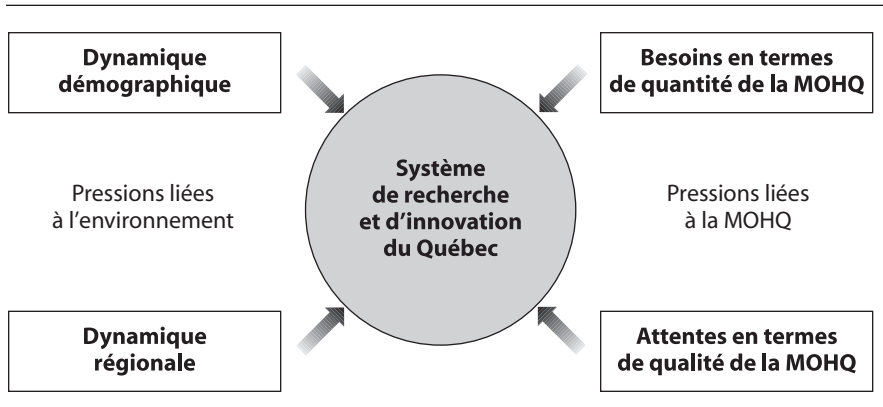 Dynamique
démographique
Besoins en termes
de quantité de la MOHQ
Pressions liées
à l'environnement
Système
de recherche
et d'innovation
du Québec
Pressions liées
à la MOHQ
Dynamique
régionale
Attentes en termes
de qualité de la MOHQ